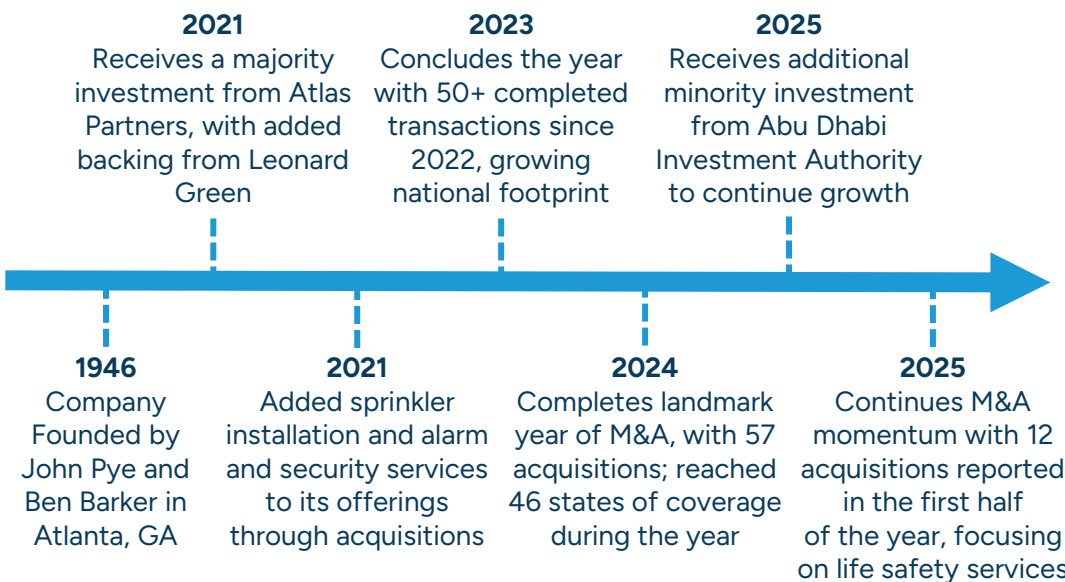 2021
Receives a majority
investment from Atlas
Partners, with added
backing from Leonard
Green
2023
Concludes the year
with 50+ completed
transactions since
2022, growing
national footprint
2025
Receives additional
minority investment
from Abu Dhabi
Investment Authority
to continue growth
1946
Company
Founded by
John Pye and
Ben Barker in
Atlanta, GA
2021
Added sprinkler
installation and alarm
and security services
to its offerings
through acquisitions
2024
Completes landmark
year of M&A, with 57
acquisitions; reached
46 states of coverage
during the year
2025
Continues M&A
momentum with 12
acquisitions reported
in the first half
of the year, focusing
on life safety services